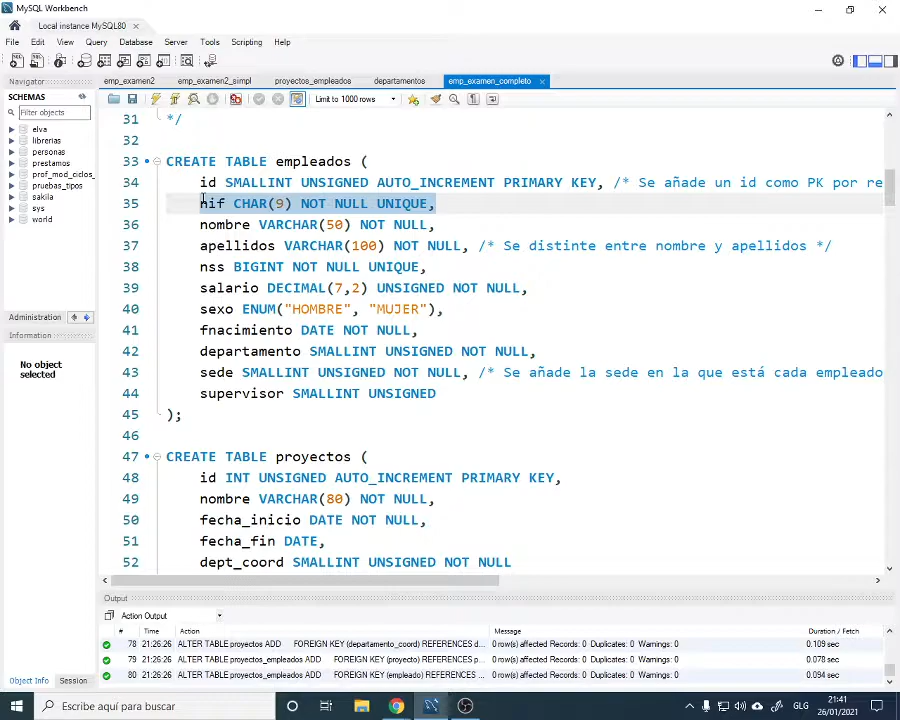 MySQL Workbench
Local instance MySQL80
File Edit View Query Database Server Tools Scripting Help
Navigator
SCHEMAS
Filter objects
elva
librerias
personas
prestamos
prof_mod_ciclos_
pruebas_tipos
sakila
sys
world
Administration
Information
No object
selected
Object Info Session
emp_examen2 emp_examen2_simpl proyectos_empleados departamentos emp_examen_completo
Limit to 1000 rows
31 */
32
33 CREATE TABLE empleados (
34 id SMALLINT UNSIGNED AUTO_INCREMENT PRIMARY KEY, /* Se añade un id como PK por re
35 nif CHAR(9) NOT NULL UNIQUE,
36 nombre VARCHAR(50) NOT NULL,
37 apellidos VARCHAR(100) NOT NULL, /* Se distinte entre nombre y apellidos */
38 nss BIGINT NOT NULL UNIQUE,
39 salario DECIMAL(7,2) UNSIGNED NOT NULL,
40 sexo ENUM("HOMBRE", "MUJER"),
41 fnacimiento DATE NOT NULL,
42 departamento SMALLINT UNSIGNED NOT NULL,
43 sede SMALLINT UNSIGNED NOT NULL, /* Se añade la sede en la que está cada empleado
44 supervisor SMALLINT UNSIGNED
45 );
46
47 CREATE TABLE proyectos (
48 id INT UNSIGNED AUTO_INCREMENT PRIMARY KEY,
49 nombre VARCHAR(80) NOT NULL,
50 fecha_inicio DATE NOT NULL,
51 fecha_fin DATE,
52 dept_coord SMALLINT UNSIGNED NOT NULL
Output
Action Output
# Time Action Message Duration / Fetch
78 21:26:26 ALTER TABLE proyectos ADD FOREIGN KEY (departamento_coord) REFERENCES d... 0 row(s) affected Records: 0 Duplicates: 0 Warnings: 0 0.109 sec
79 21:26:26 ALTER TABLE proyectos_empleados ADD FOREIGN KEY (proyecto) REFERENCES p... 0 row(s) affected Records: 0 Duplicates: 0 Warnings: 0 0.078 sec
80 21:26:26 ALTER TABLE proyectos_empleados ADD FOREIGN KEY (empleado) REFERENCES ... 0 row(s) affected Records: 0 Duplicates: 0 Warnings: 0 0.094 sec
Escribe aquí para buscar
GLG
21:41
26/01/2021